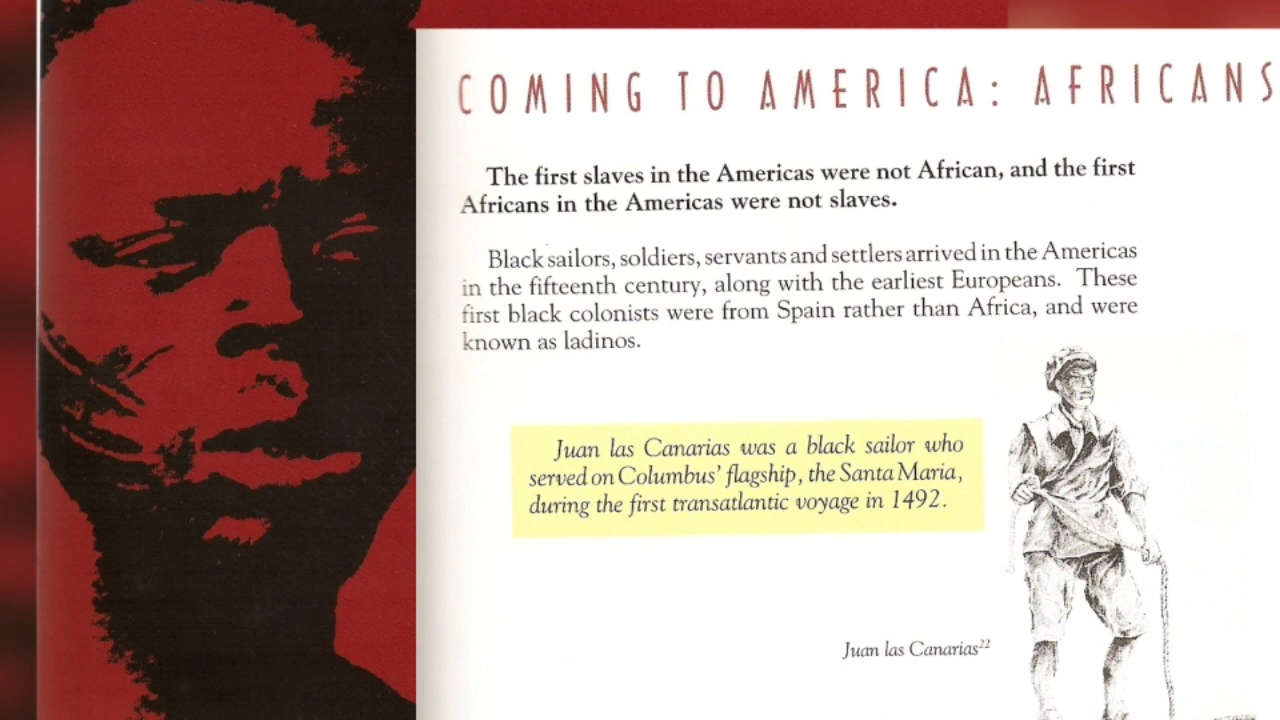 COMING TO AMERICA: AFRICANS
The first slaves in the Americas were not African, and the first
Africans in the Americas were not slaves.
Black sailors, soldiers, servants and settlers arrived in the Americas
in the fifteenth century, along with the earliest Europeans. These
first black colonists were from Spain rather than Africa, and were
known as ladinos.
Juan las Canarias was a black sailor who
served on Columbus' flagship, the Santa Maria,
during the first transatlantic voyage in 1492.
Juan las Canarias22